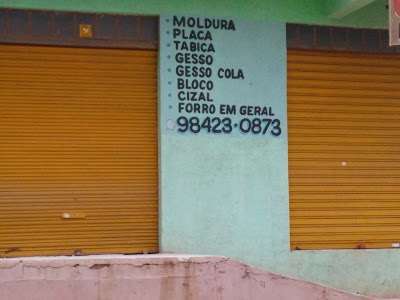 • MOLDURA
• PLACA
• TABICA
• GESSO
• GESSO COLA
• BLOCO
• CIZAL
• FORRO EM GERAL
98423-0873